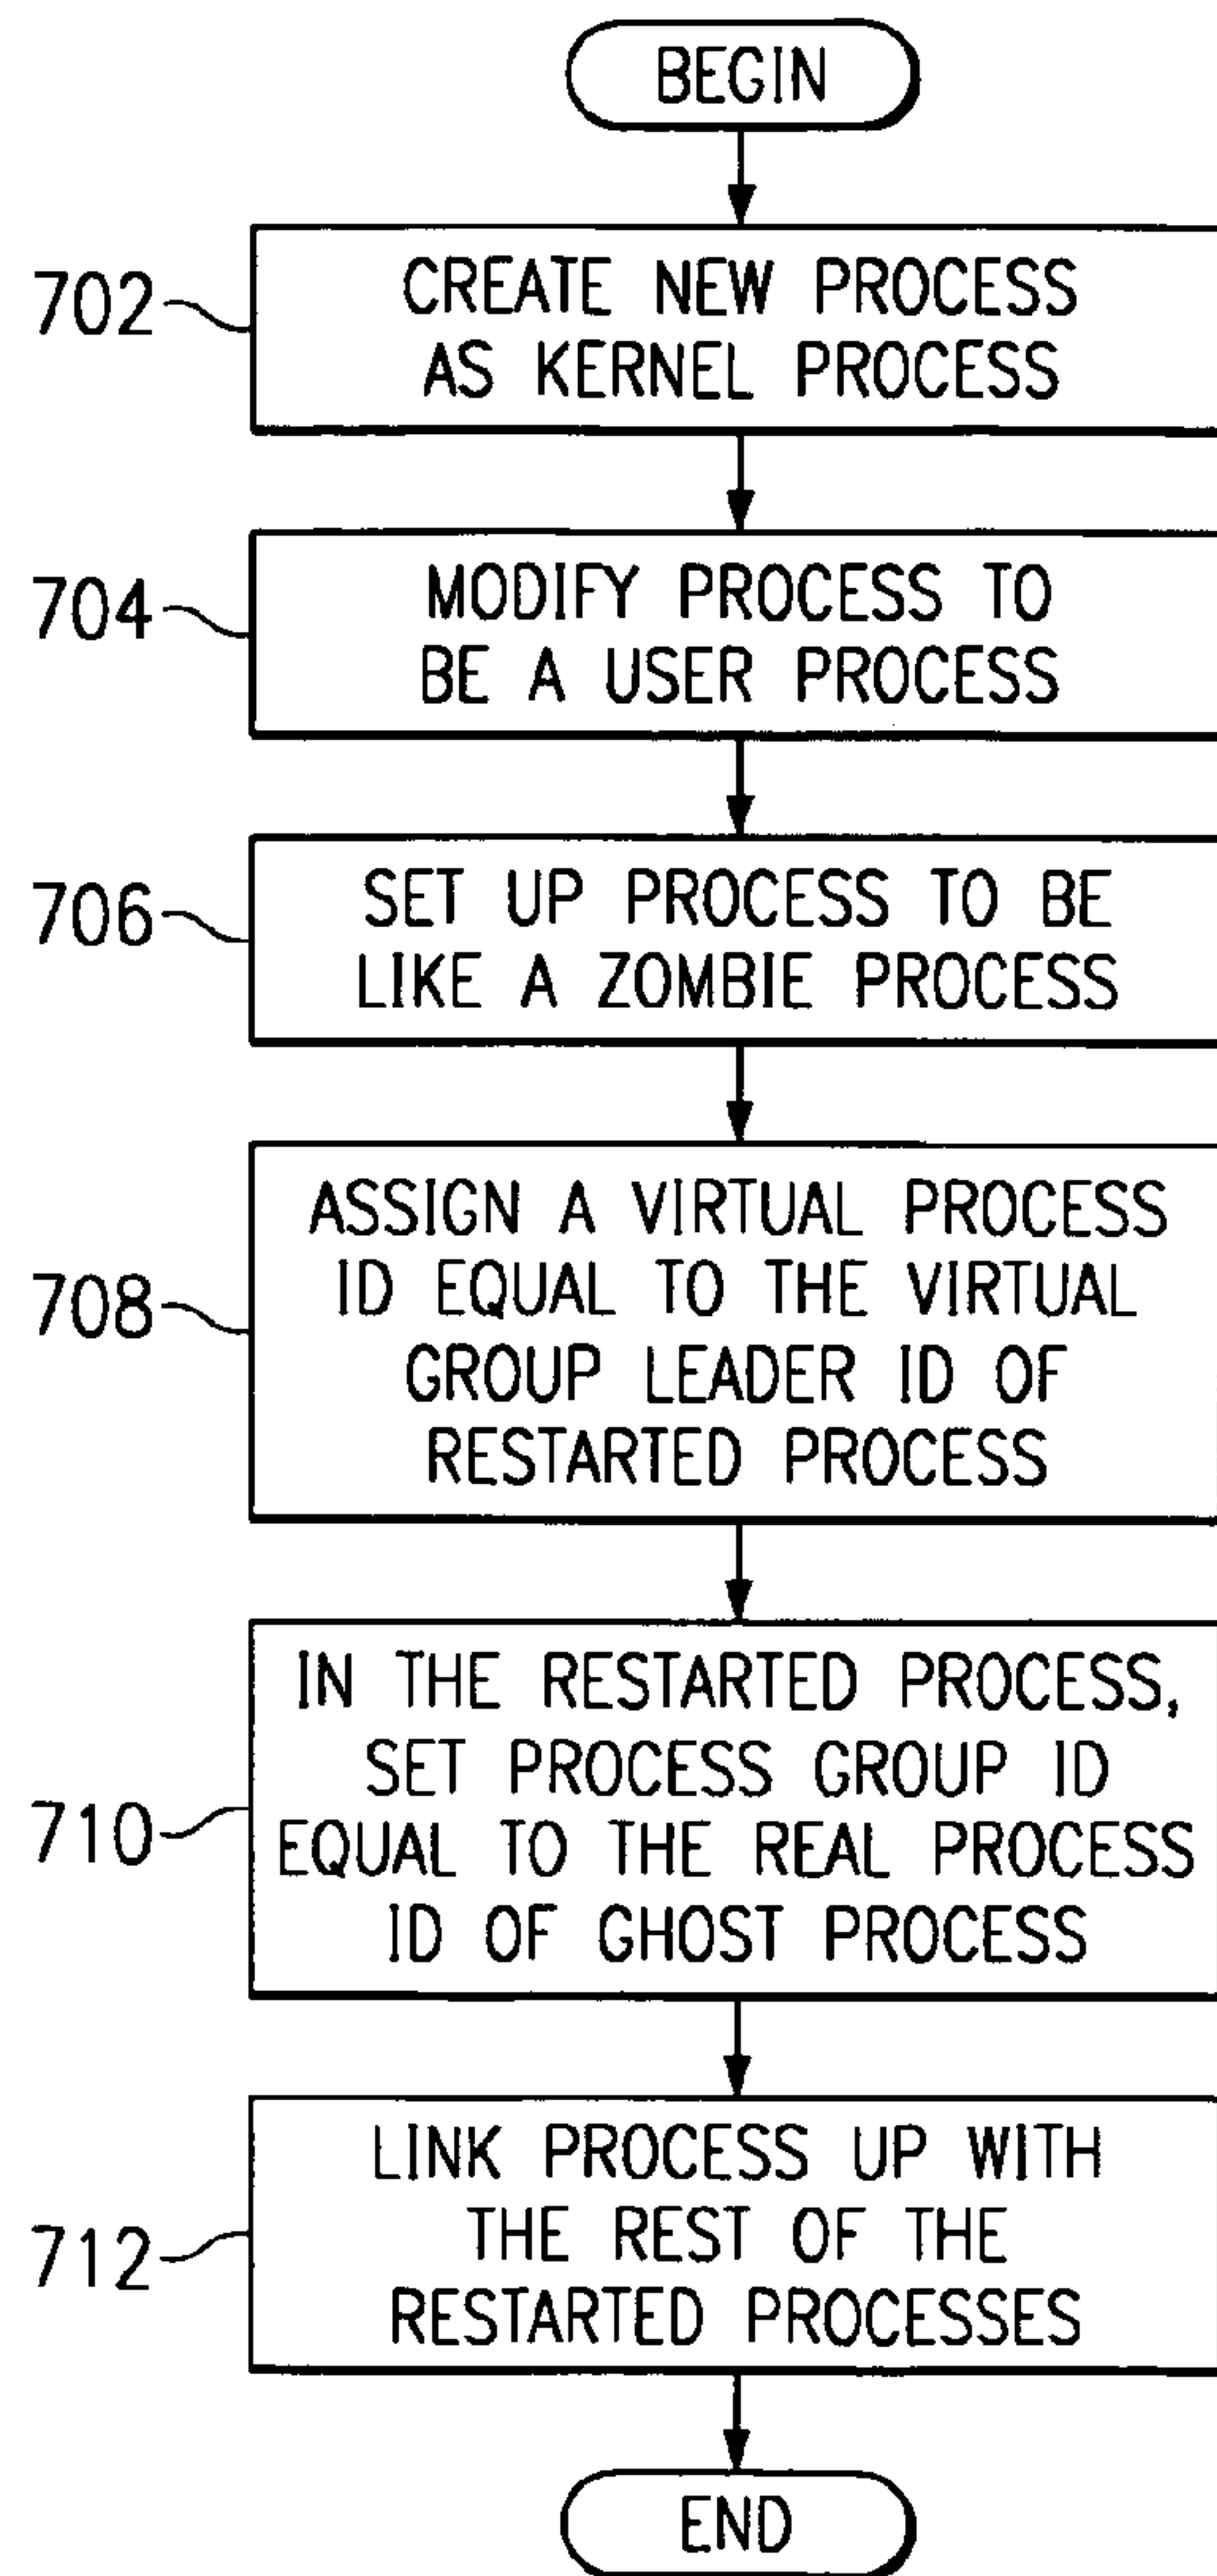 BEGIN
702
CREATE NEW PROCESS
AS KERNEL PROCESS
704
MODIFY PROCESS TO
BE A USER PROCESS
706
SET UP PROCESS TO BE
LIKE A ZOMBIE PROCESS
708
ASSIGN A VIRTUAL PROCESS
ID EQUAL TO THE VIRTUAL
GROUP LEADER ID OF
RESTARTED PROCESS
710
IN THE RESTARTED PROCESS,
SET PROCESS GROUP ID
EQUAL TO THE REAL PROCESS
ID OF GHOST PROCESS
712
LINK PROCESS UP WITH
THE REST OF THE
RESTARTED PROCESSES
END